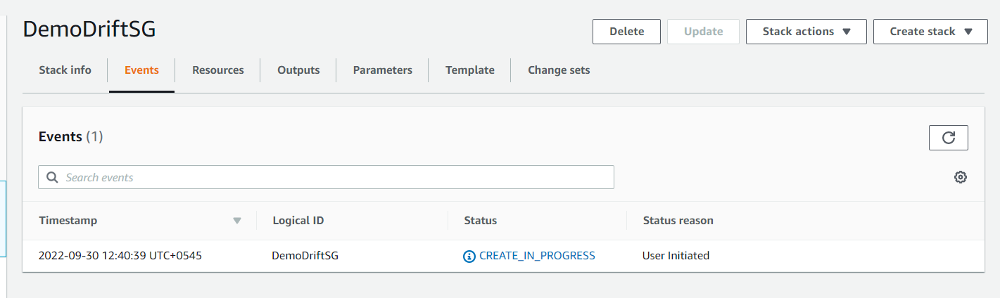 DemoDriftSG
Delete
Update
Stack actions
Create stack
Stack info
Events
Resources
Outputs
Parameters
Template
Change sets
Events (1)
Search events
Timestamp Logical ID Status Status reason
2022-09-30 12:40:39 UTC+0545 DemoDriftSG CREATE_IN_PROGRESS User Initiated